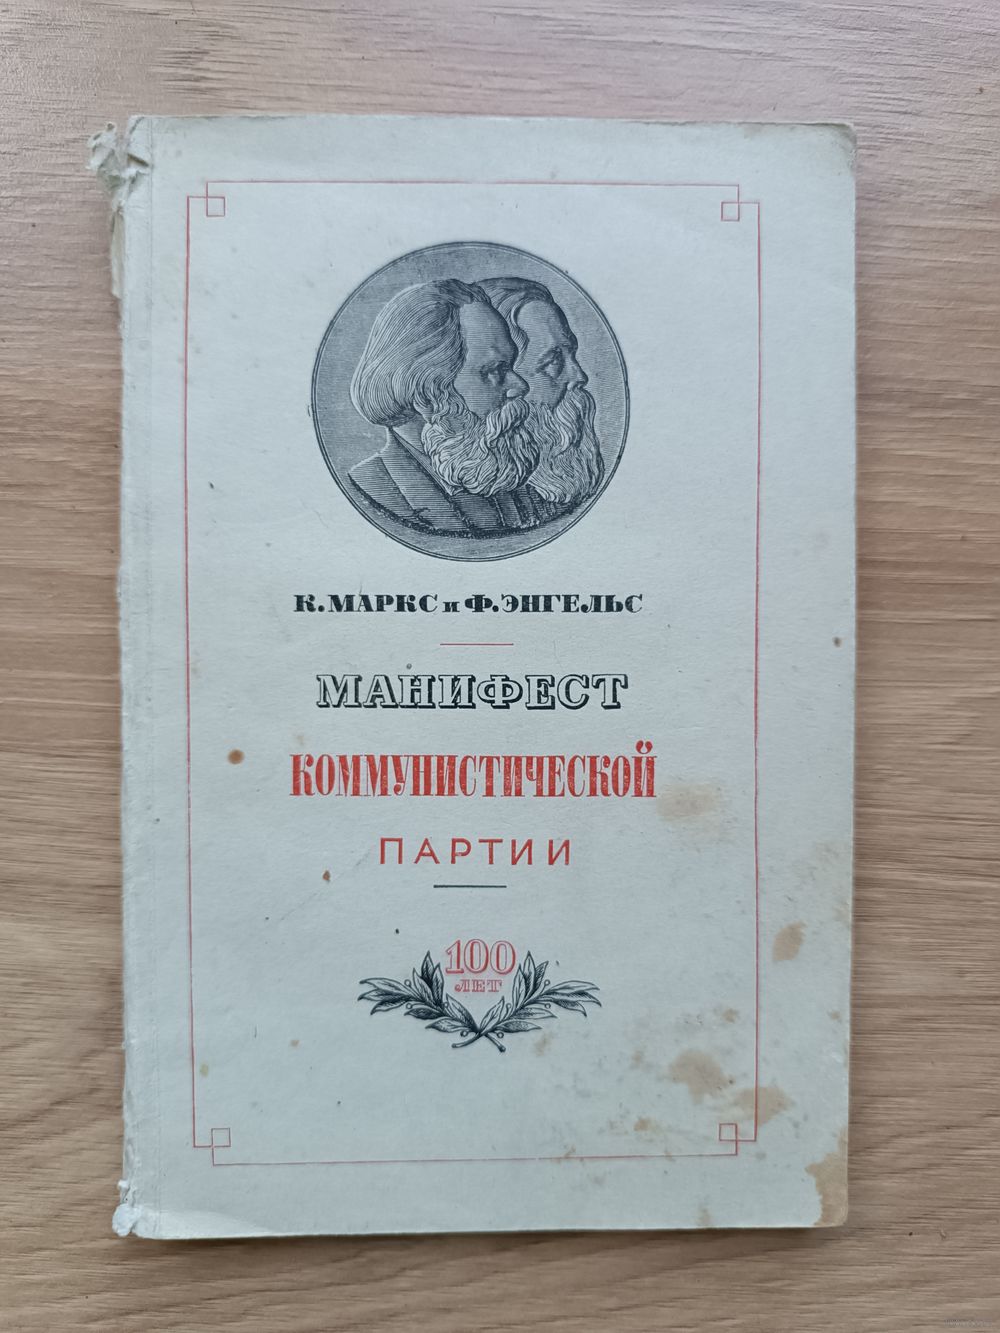 К. МАРКС и Ф. ЭНГЕЛЬС
МАНИФЕСТ
КОММУНИСТИЧЕСКОЙ
ПАРТИИ
100
ЛЕТ